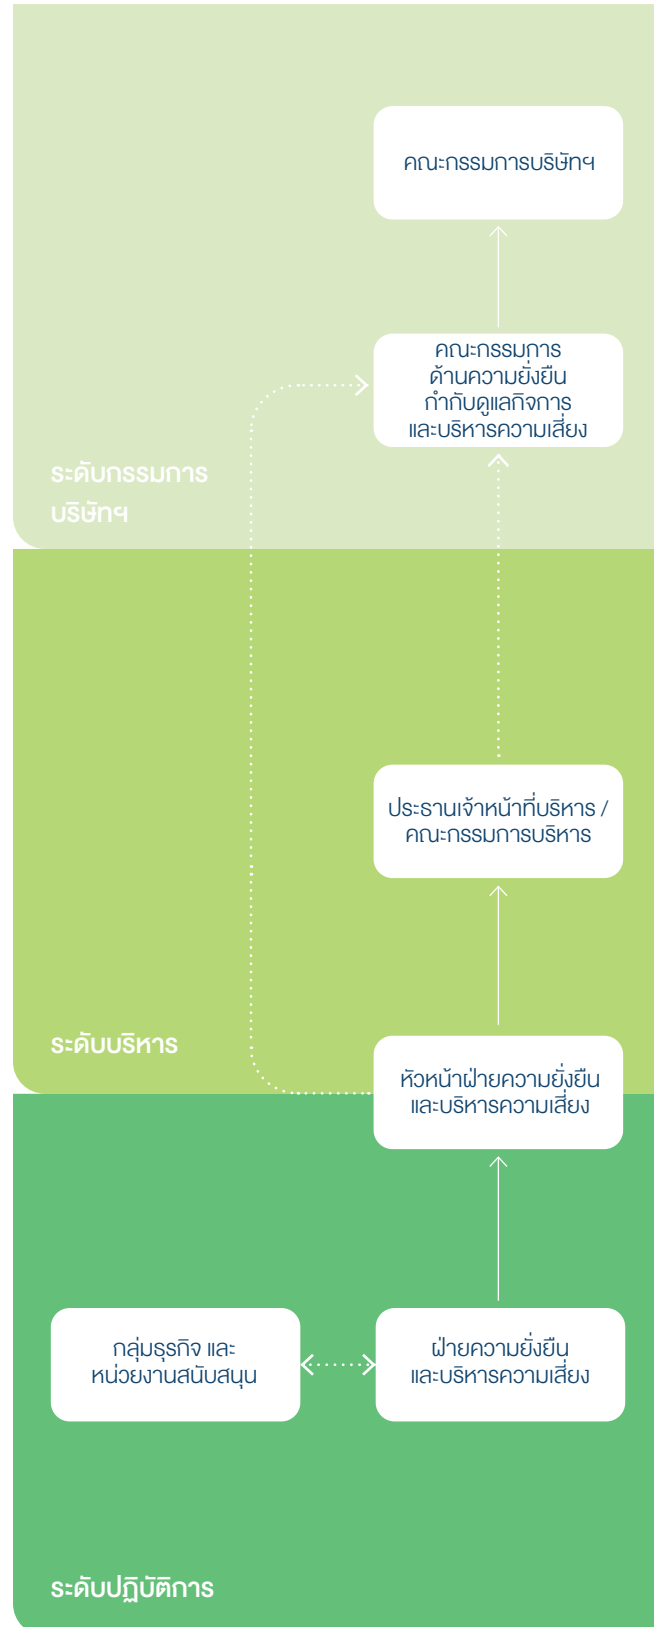 คณะกรรมการบริษัทฯ
คณะกรรมการ
ด้านความยั่งยืน
กำกับดูแลกิจการ
และบริหารความเสี่ยง
ระดับกรรมการ
บริษัทฯ
ประธานเจ้าหน้าที่บริหาร /
คณะกรรมการบริหาร
ระดับบริหาร
หัวหน้าฝ่ายความยั่งยืน
และบริหารความเสี่ยง
กลุ่มธุรกิจ และ
หน่วยงานสนับสนุน
ฝ่ายความยั่งยืน
และบริหารความเสี่ยง
ระดับปฏิบัติการ